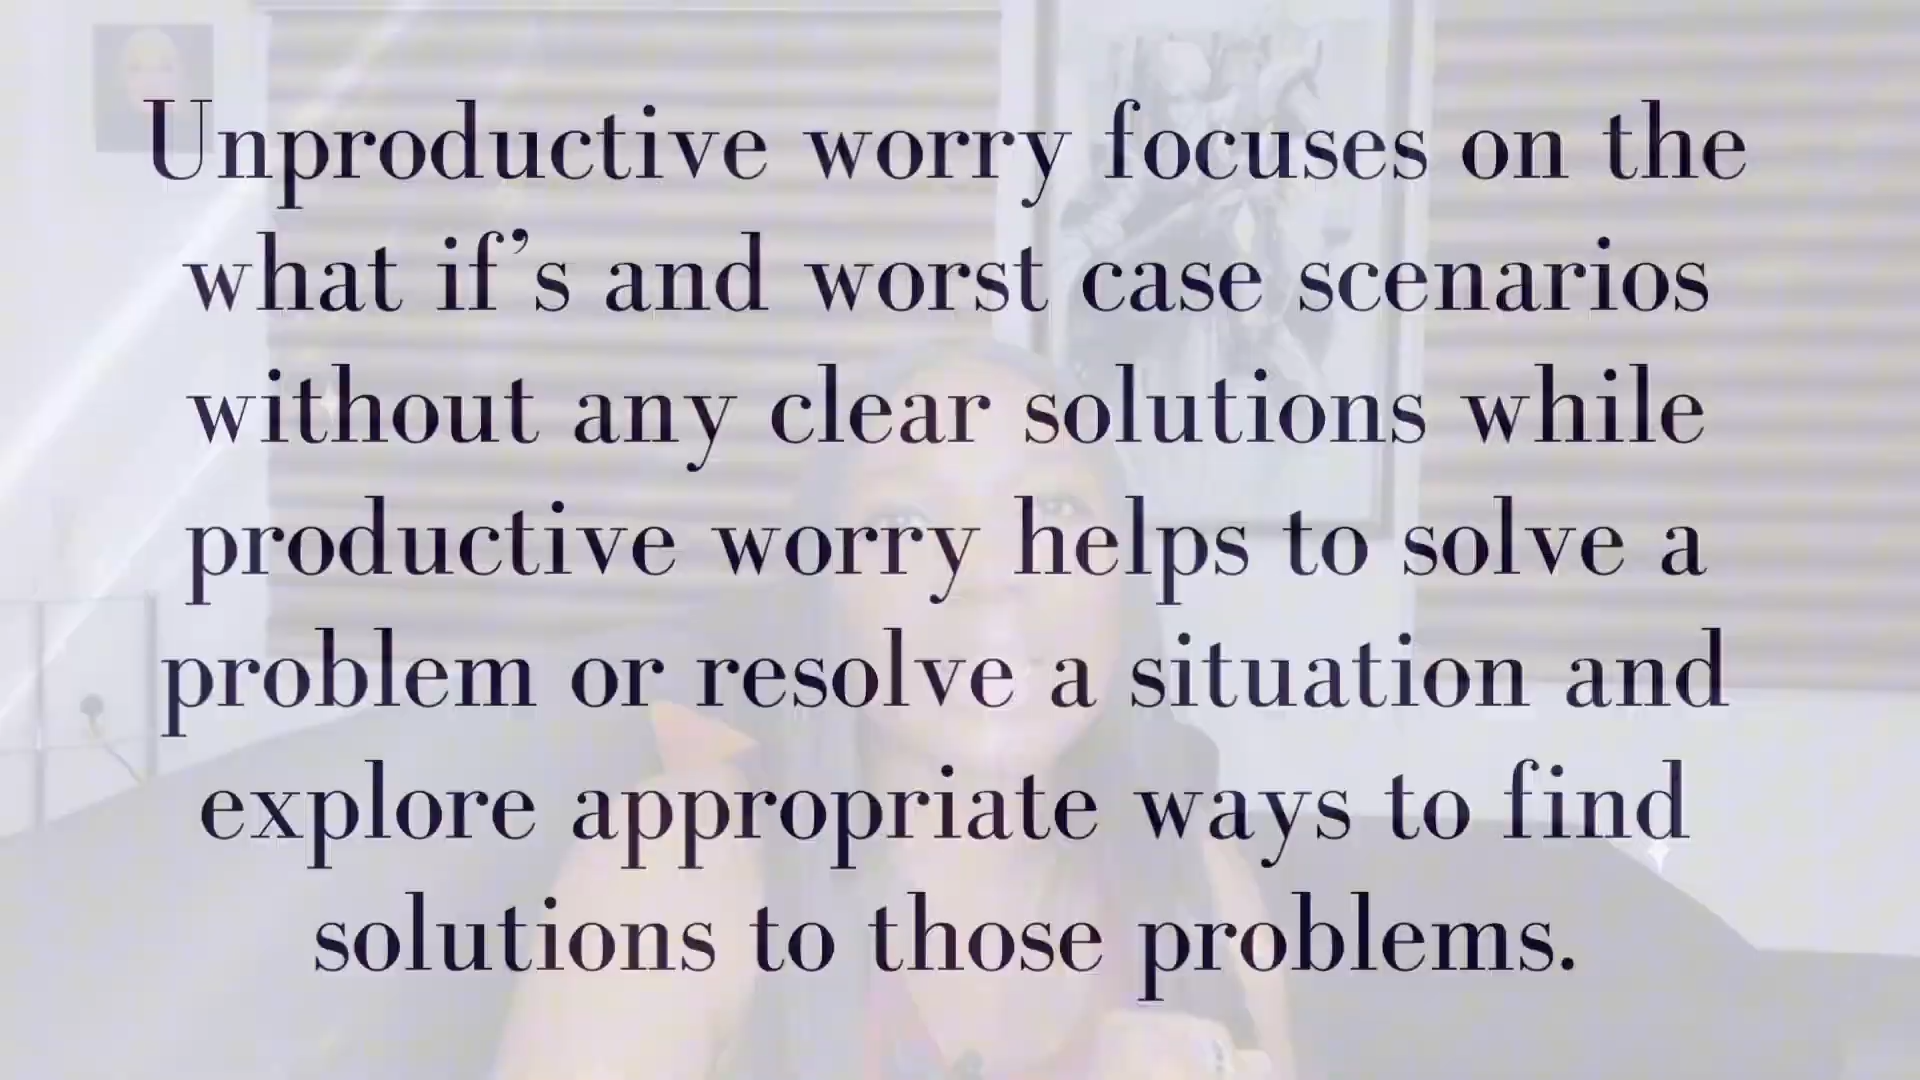 Unproductive worry focuses on the
what if’s and worst case scenarios
without any clear solutions while
productive worry helps to solve a
problem or resolve a situation and
explore appropriate ways to find
solutions to those problems.